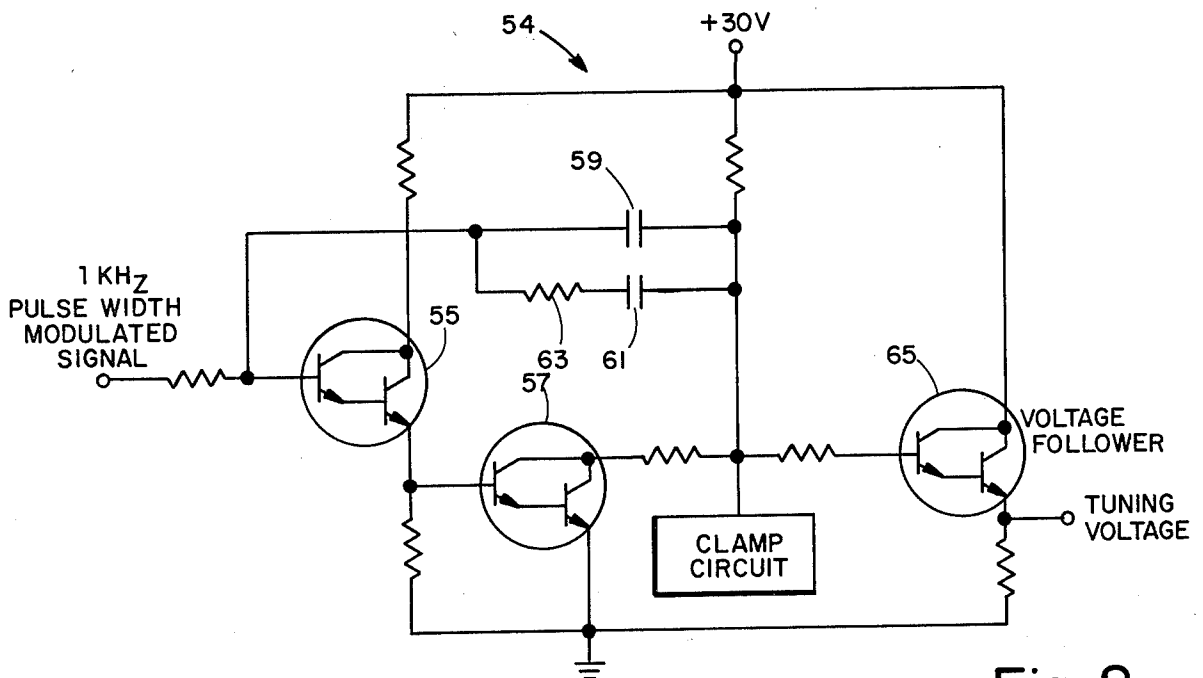 54
+30V
59
1 KHZ
PULSE WIDTH
MODULATED
SIGNAL
55
63
61
57
65
VOLTAGE
FOLLOWER
TUNING
VOLTAGE
CLAMP
CIRCUIT